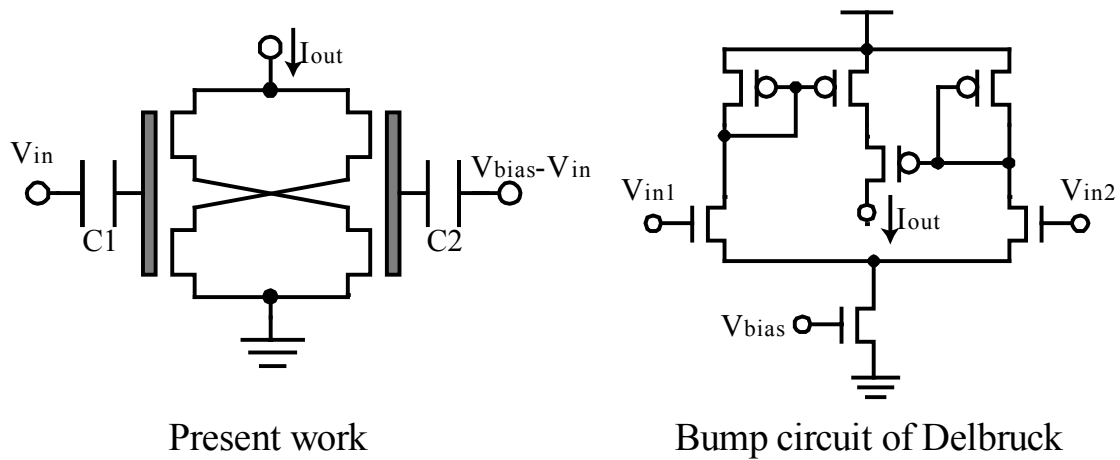 Iout
Vin
Vbias-Vin
C1
C2
Vin1
Vin2
Iout
Vbias
Present work
Bump circuit of Delbruck